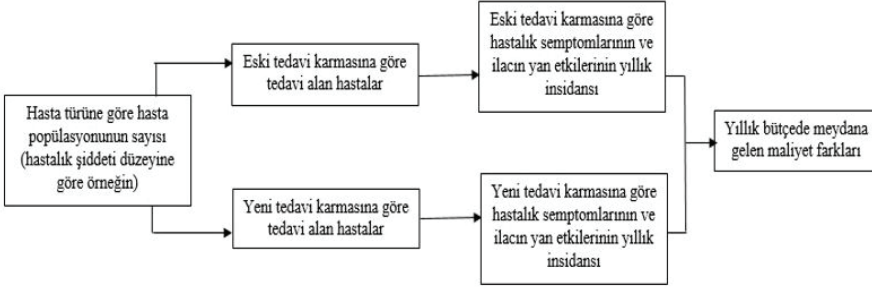 Hasta türüne göre hasta
popülasyonunun sayısı
(hastalık şiddeti düzeyine
göre örneğin)
Eski tedavi karmasına göre
tedavi alan hastalar
Eski tedavi karmasına göre
hastalık semptomlarının ve
ilacın yan etkilerinin yıllık
insidansı
Yeni tedavi karmasına göre
tedavi alan hastalar
Yeni tedavi karmasına göre
hastalık semptomlarının ve
ilacın yan etkilerinin yıllık
insidansı
Yıllık bütçede meydana
gelen maliyet farkları